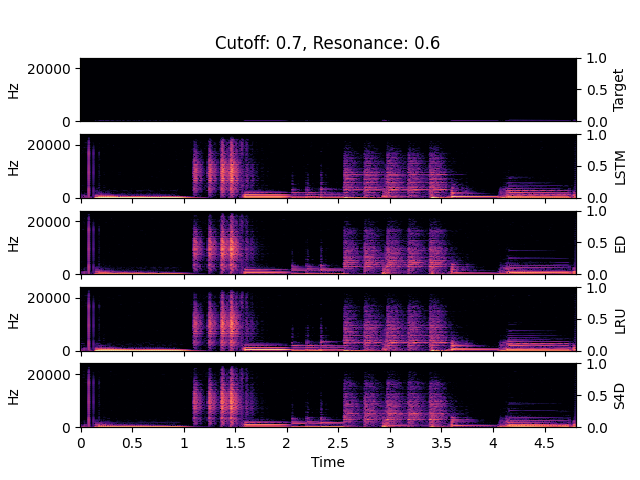 Cutoff: 0.7, Resonance: 0.6
Hz 20000 0 1.0 0.5 0.0 Target
Hz 20000 0 1.0 0.5 0.0 LSTM
Hz 20000 0 1.0 0.5 0.0 ED
Hz 20000 0 1.0 0.5 0.0 LRU
Hz 20000 0 1.0 0.5 0.0 S4D
0 0.5 1 1.5 2 2.5 3 3.5 4 4.5
Time